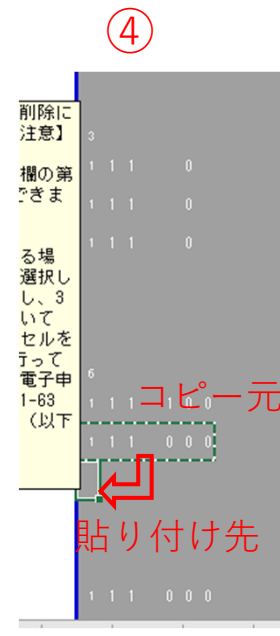 ④
削除に
注意】
3
欄の第
1 1 1 0
できま
1 1 1 0
1 1 1 0
る場
選択し
し、3
いて
セルを
行って
電子申
6
1-63
コピー元
1 1 1 1 0 0
(以下
1 1 1 0 0 0
貼り付け先
1 1 1 0 0 0